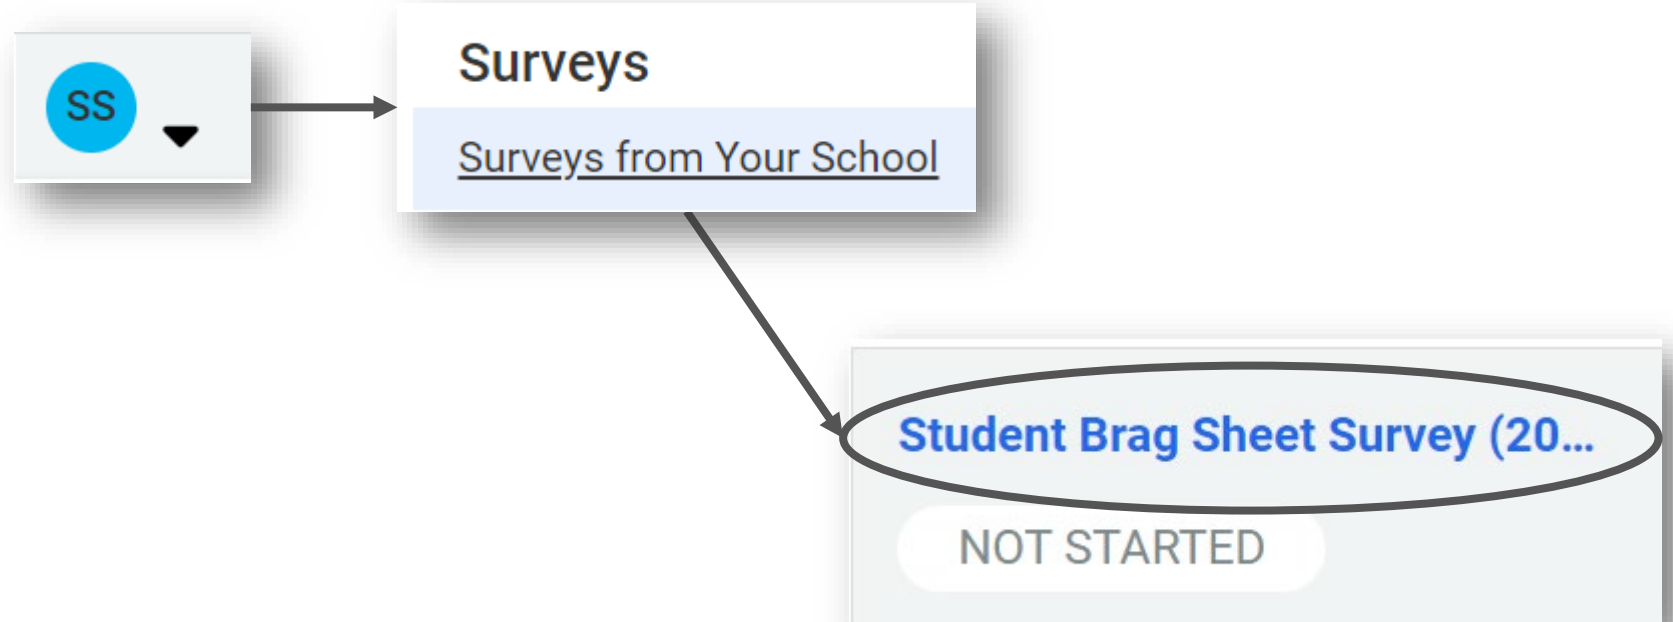 SS
Surveys
Surveys from Your School
Student Brag Sheet Survey (20...
NOT STARTED